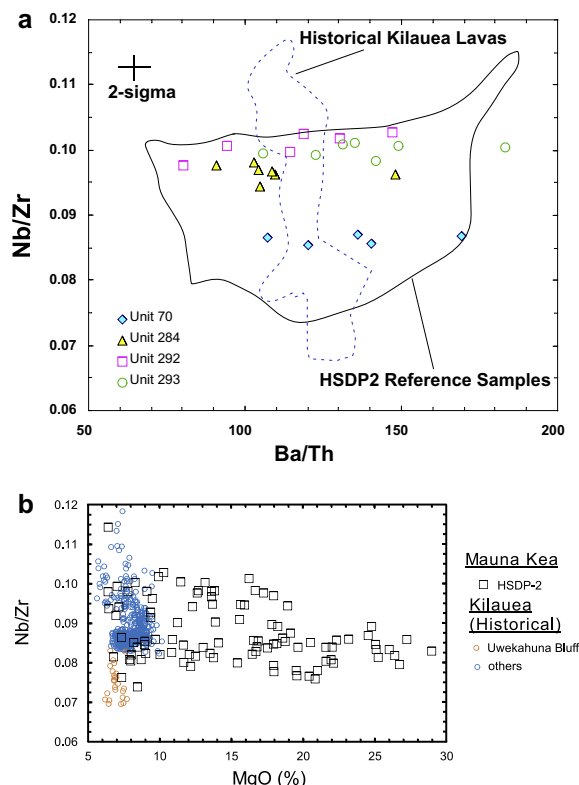 a
Historical Kilauea Lavas
2-sigma
0.12
0.11
0.10
0.09
0.08
0.07
0.06
Nb/Zr
Unit 70
Unit 284
Unit 292
Unit 293
HSDP2 Reference Samples
100
150
200
Ba/Th
b
0.12
0.11
0.10
0.09
0.08
0.07
0.06
Nb/Zr
5
10
15
20
25
30
MgO (%)
Mauna Kea
HSDP-2
Kilauea
(Historical)
Uwekahuna Bluff
others